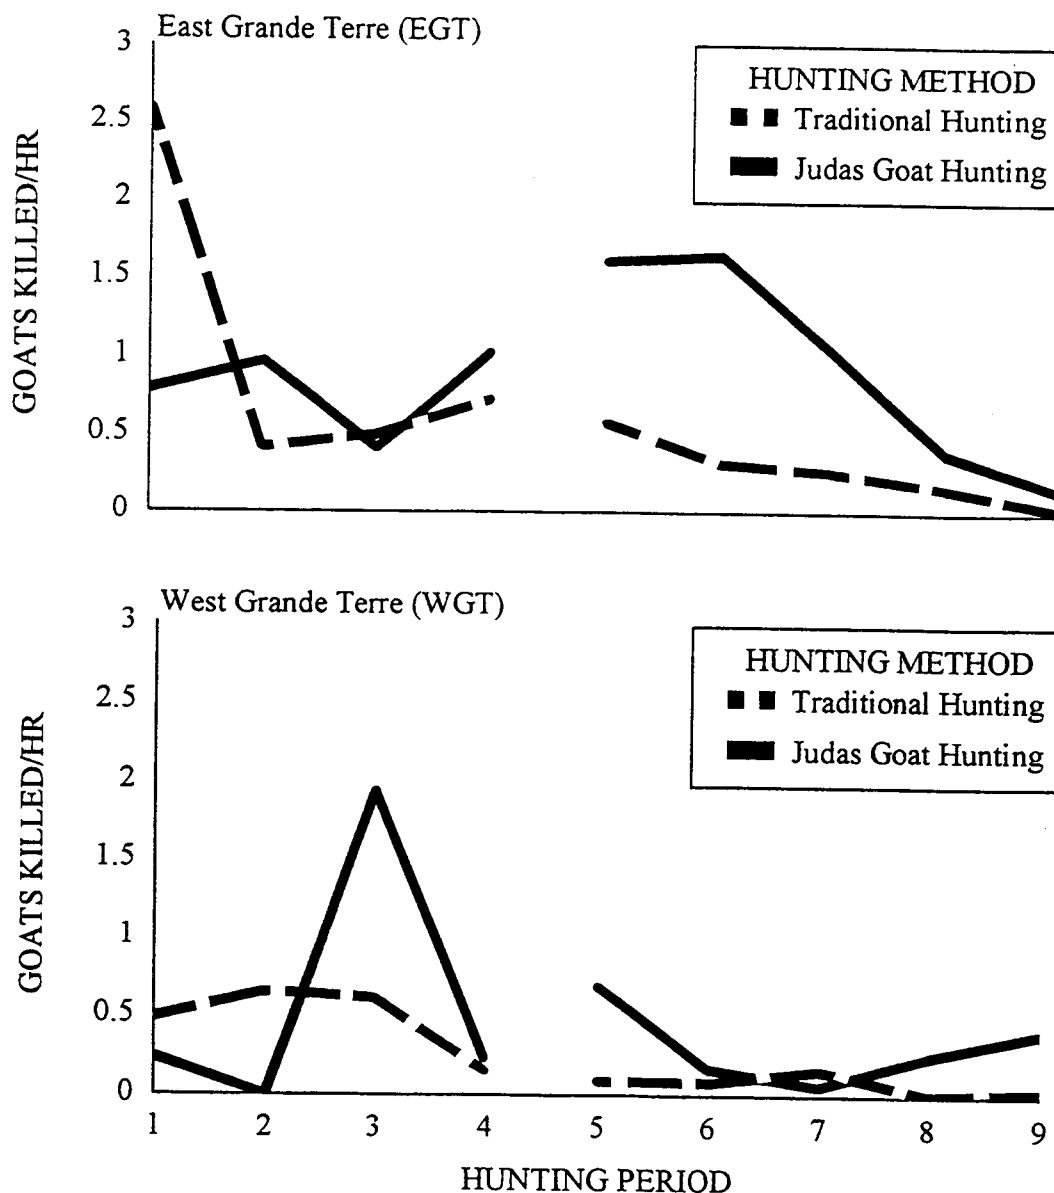 East Grande Terre (EGT)
3
2.5
2
1.5
1
0.5
0
GOATS KILLED/HR
HUNTING METHOD
Traditional Hunting
Judas Goat Hunting
West Grande Terre (WGT)
3
2.5
2
1.5
1
0.5
0
GOATS KILLED/HR
HUNTING METHOD
Traditional Hunting
Judas Goat Hunting
1 2 3 4 5 6 7 8 9
HUNTING PERIOD